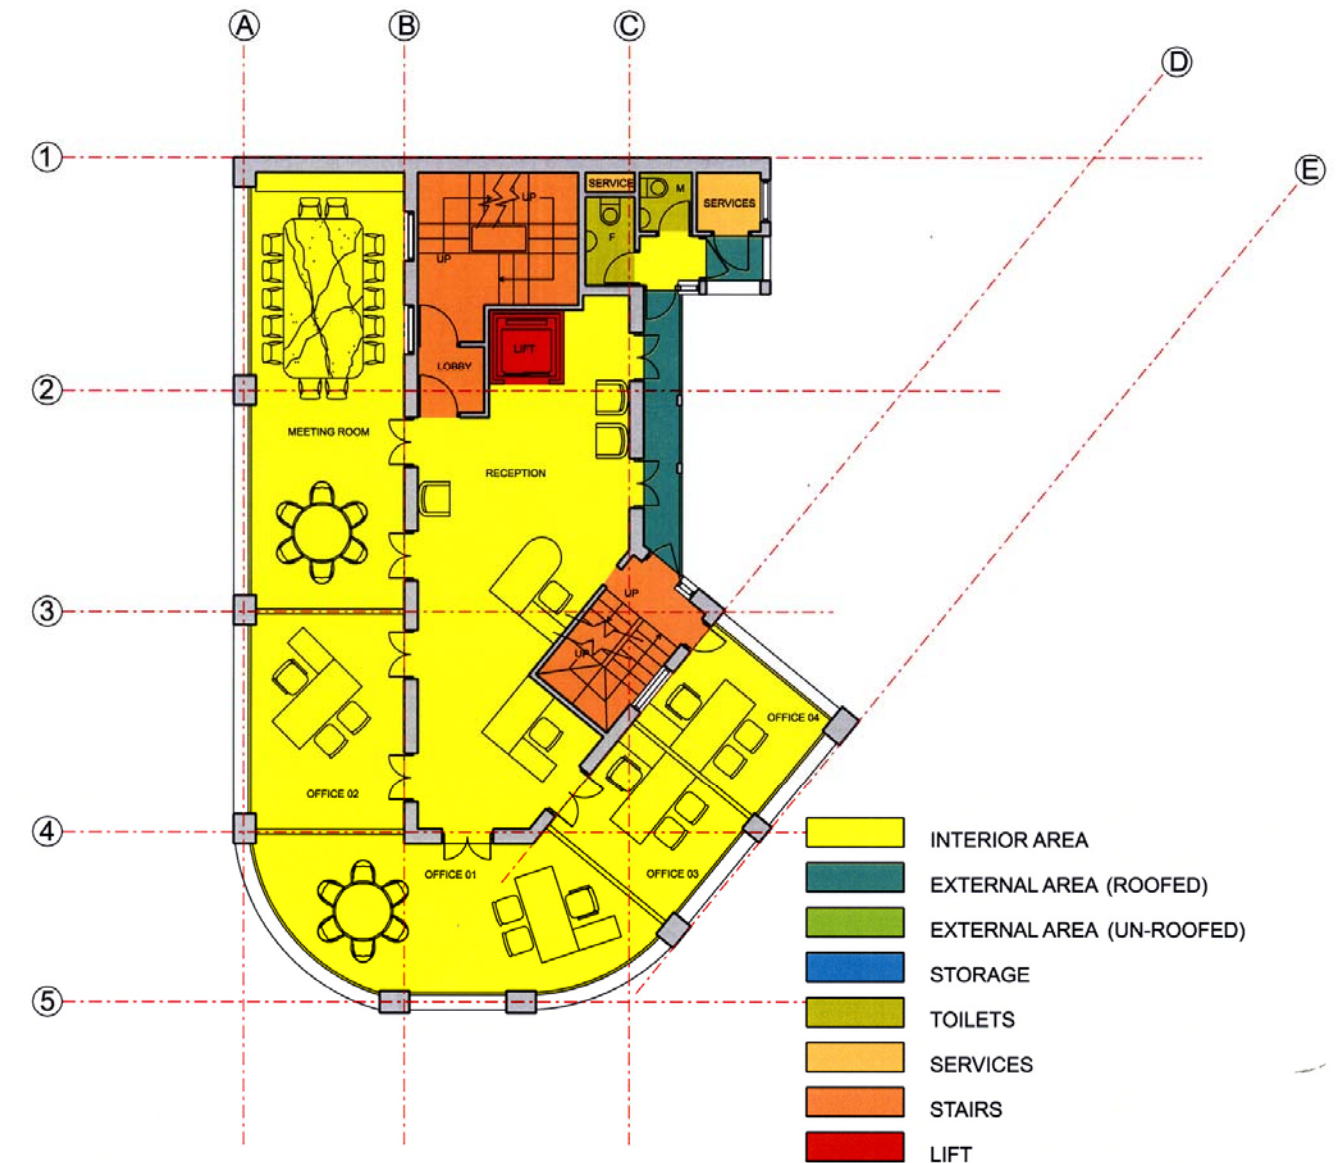 A
B
C
D
1
E
SERVICE
M
UP
SERVICES
F
UP
LIFT
LOBBY
2
MEETING ROOM
RECEPTION
UP
3
UP
OFFICE 04
OFFICE 02
4
INTERIOR AREA
OFFICE 01
OFFICE 03
EXTERNAL AREA (ROOFED)
EXTERNAL AREA (UN-ROOFED)
STORAGE
5
TOILETS
SERVICES
STAIRS
LIFT